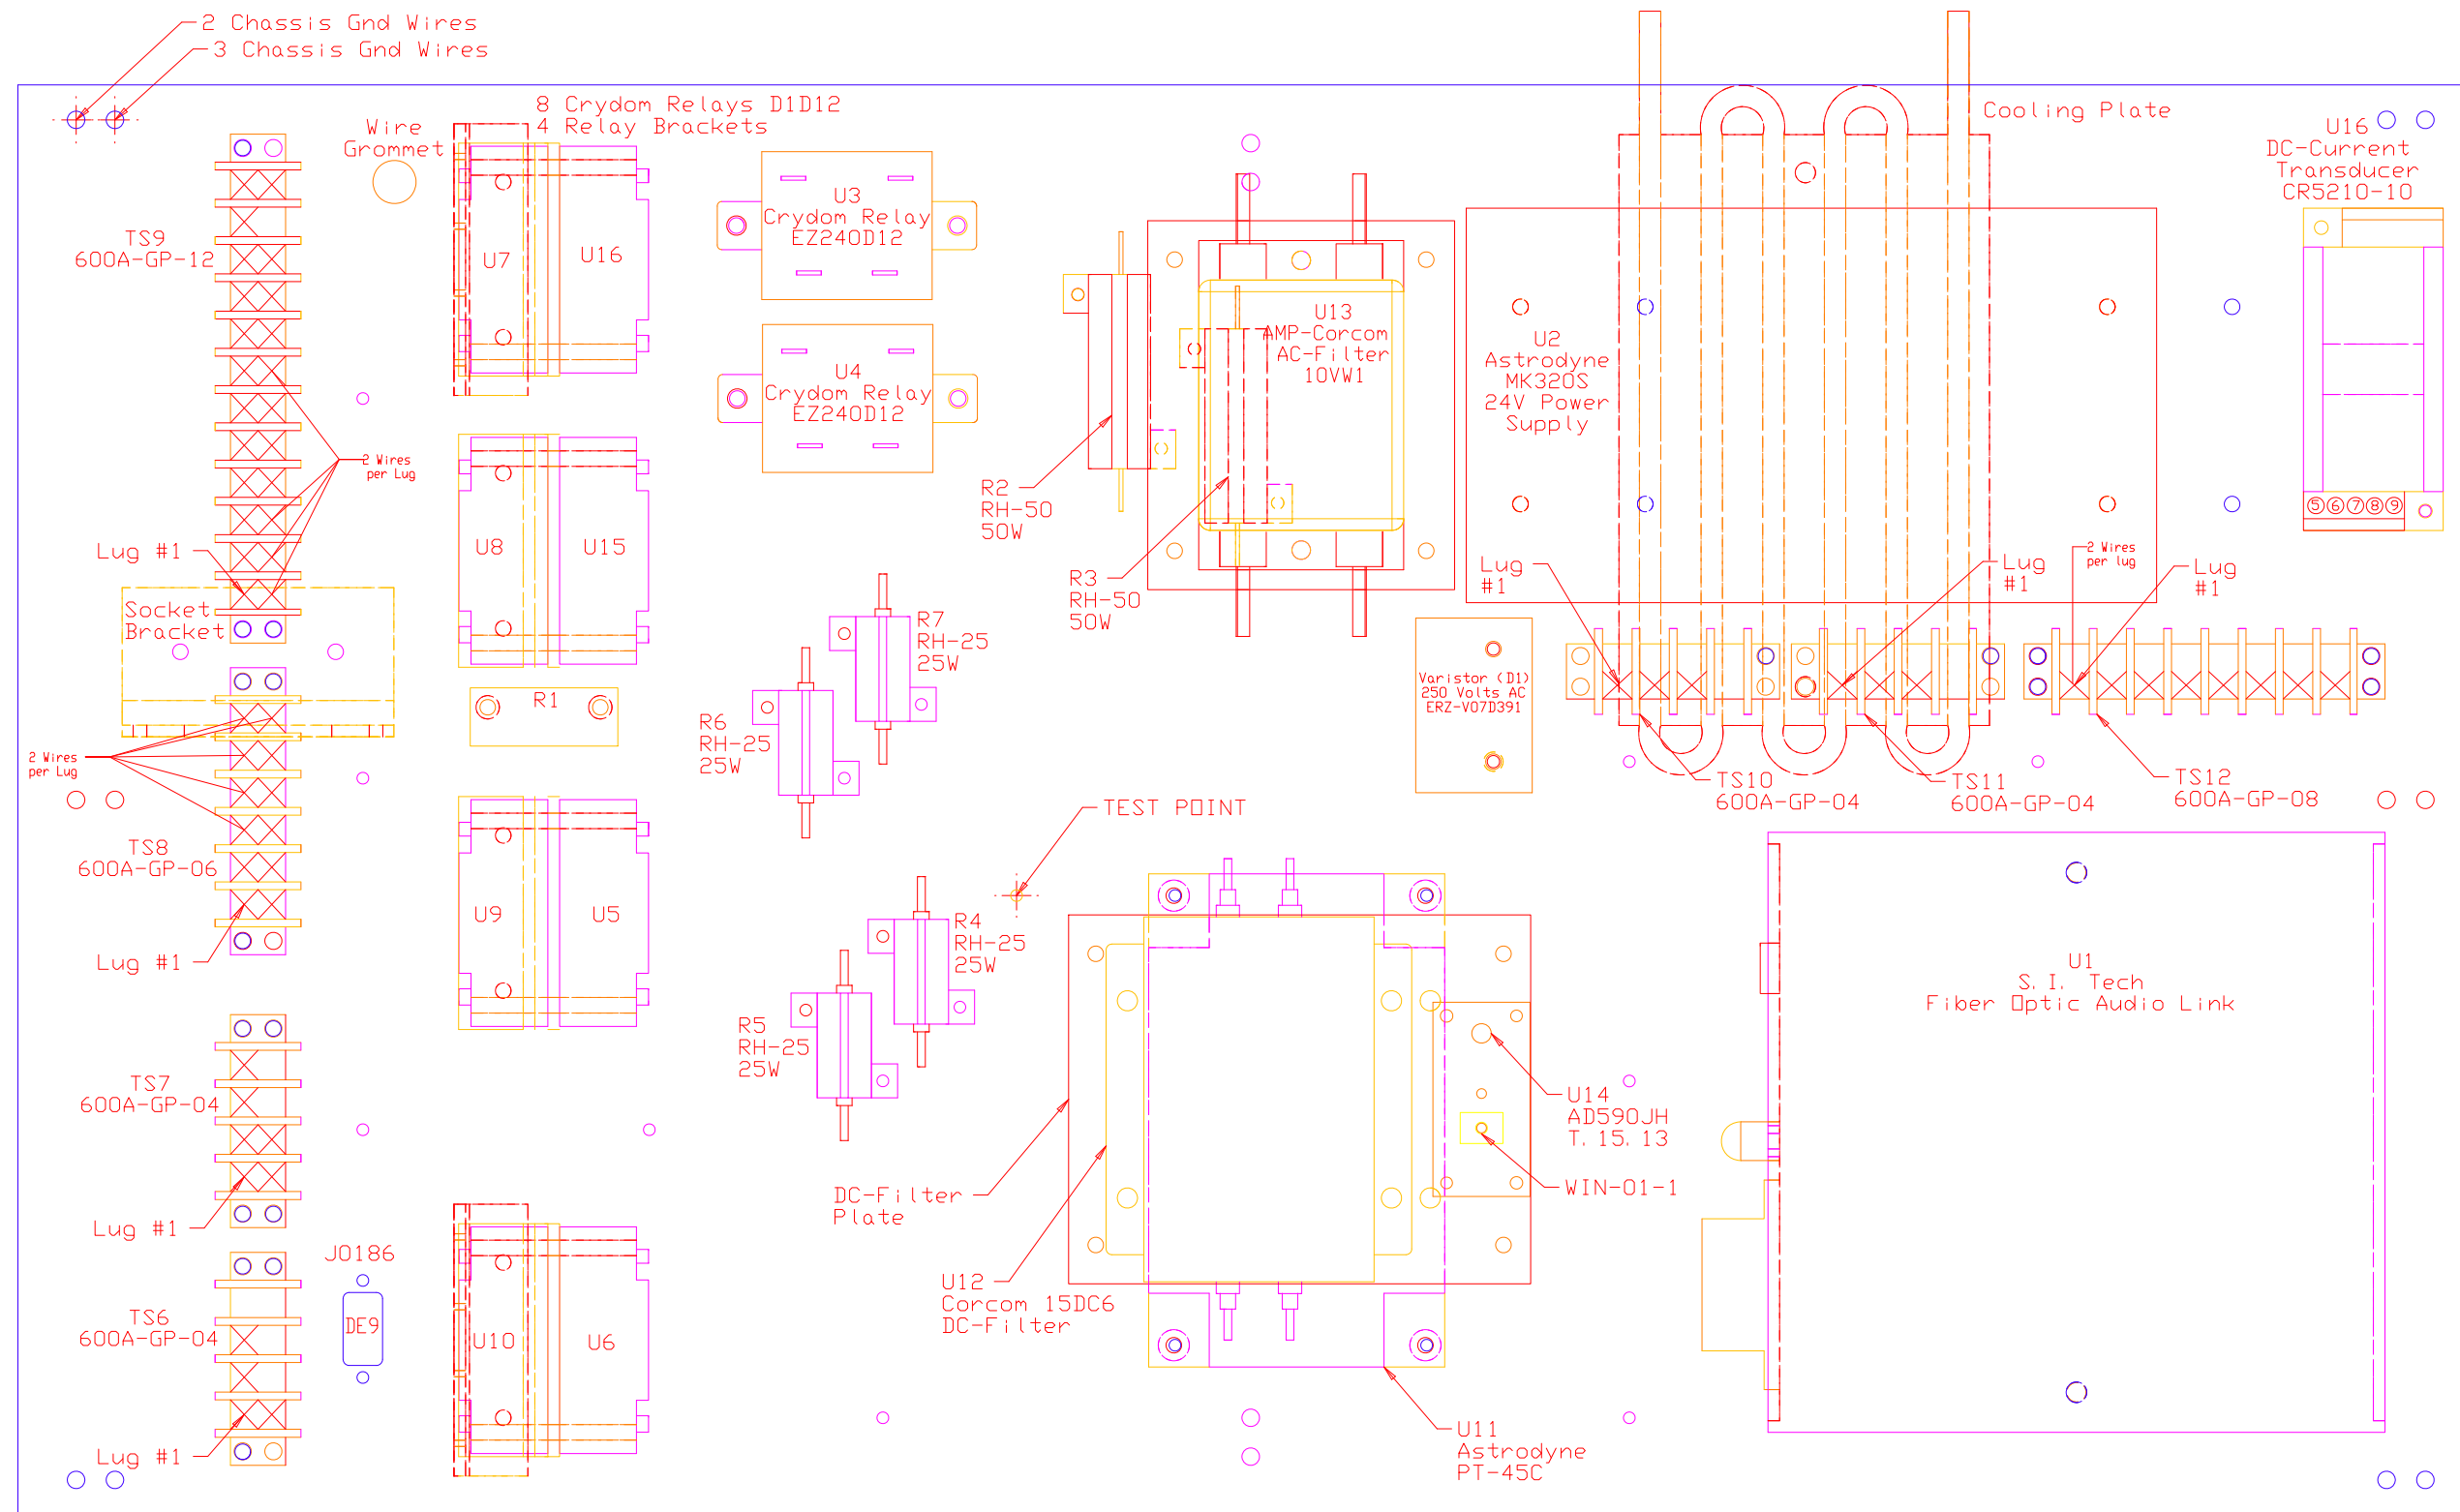 2 Chassis Gnd Wires
3 Chassis Gnd Wires
8 Crydom Relays D1D12
4 Relay Brackets
Wire
Grommet
TS9
600A-GP-12
U7
U16
U3
Crydom Relay
EZ240D12
U4
Crydom Relay
EZ240D12
2 Wires
per Lug
Lug #1
Socket
Bracket
U8
U15
R1
2 Wires
per Lug
TS8
600A-GP-06
Lug #1
U9
U5
TS7
600A-GP-04
Lug #1
J0186
DE9
TS6
600A-GP-04
Lug #1
U10
U6
R2
RH-50
50W
R3
RH-50
50W
U13
AMP-Corcom
AC-Filter
10VW1
R7
RH-25
25W
R6
RH-25
25W
R4
RH-25
25W
R5
RH-25
25W
TEST POINT
Cooling Plate
U16
DC-Current
Transducer
CR5210-10
5 6 7 8 9
U2
Astrodyne
MK320S
24V Power
Supply
Lug
#1
Lug
#1
2 Wires
per lug
Lug
#1
Varistor (D1)
250 Volts AC
ERZ-V07D391
TS10
600A-GP-04
TS11
600A-GP-04
TS12
600A-GP-08
U1
S. I. Tech
Fiber Optic Audio Link
U14
AD590JH
T. 15. 13
WIN-01-1
DC-Filter
Plate
U12
Corcom 15DC6
DC-Filter
U11
Astrodyne
PT-45C